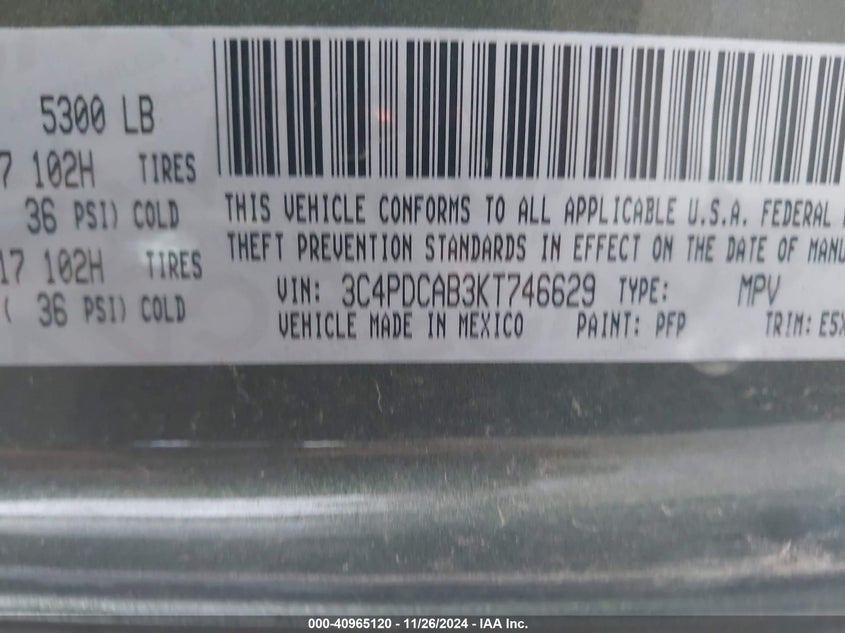 5300 LB
7 102H TIRES
36 PSI) COLD
17 102H TIRES
( 36 PSI) COLD
THIS VEHICLE CONFORMS TO ALL APPLICABLE U.S.A. FEDERAL
THEFT PREVENTION STANDARDS IN EFFECT ON THE DATE OF MANU
VIN: 3C4PDCAB3KT746629 TYPE: MPV
VEHICLE MADE IN MEXICO PAINT: PFP TRIM: E5X
000-40965120 - 11/26/2024 - IAA Inc.